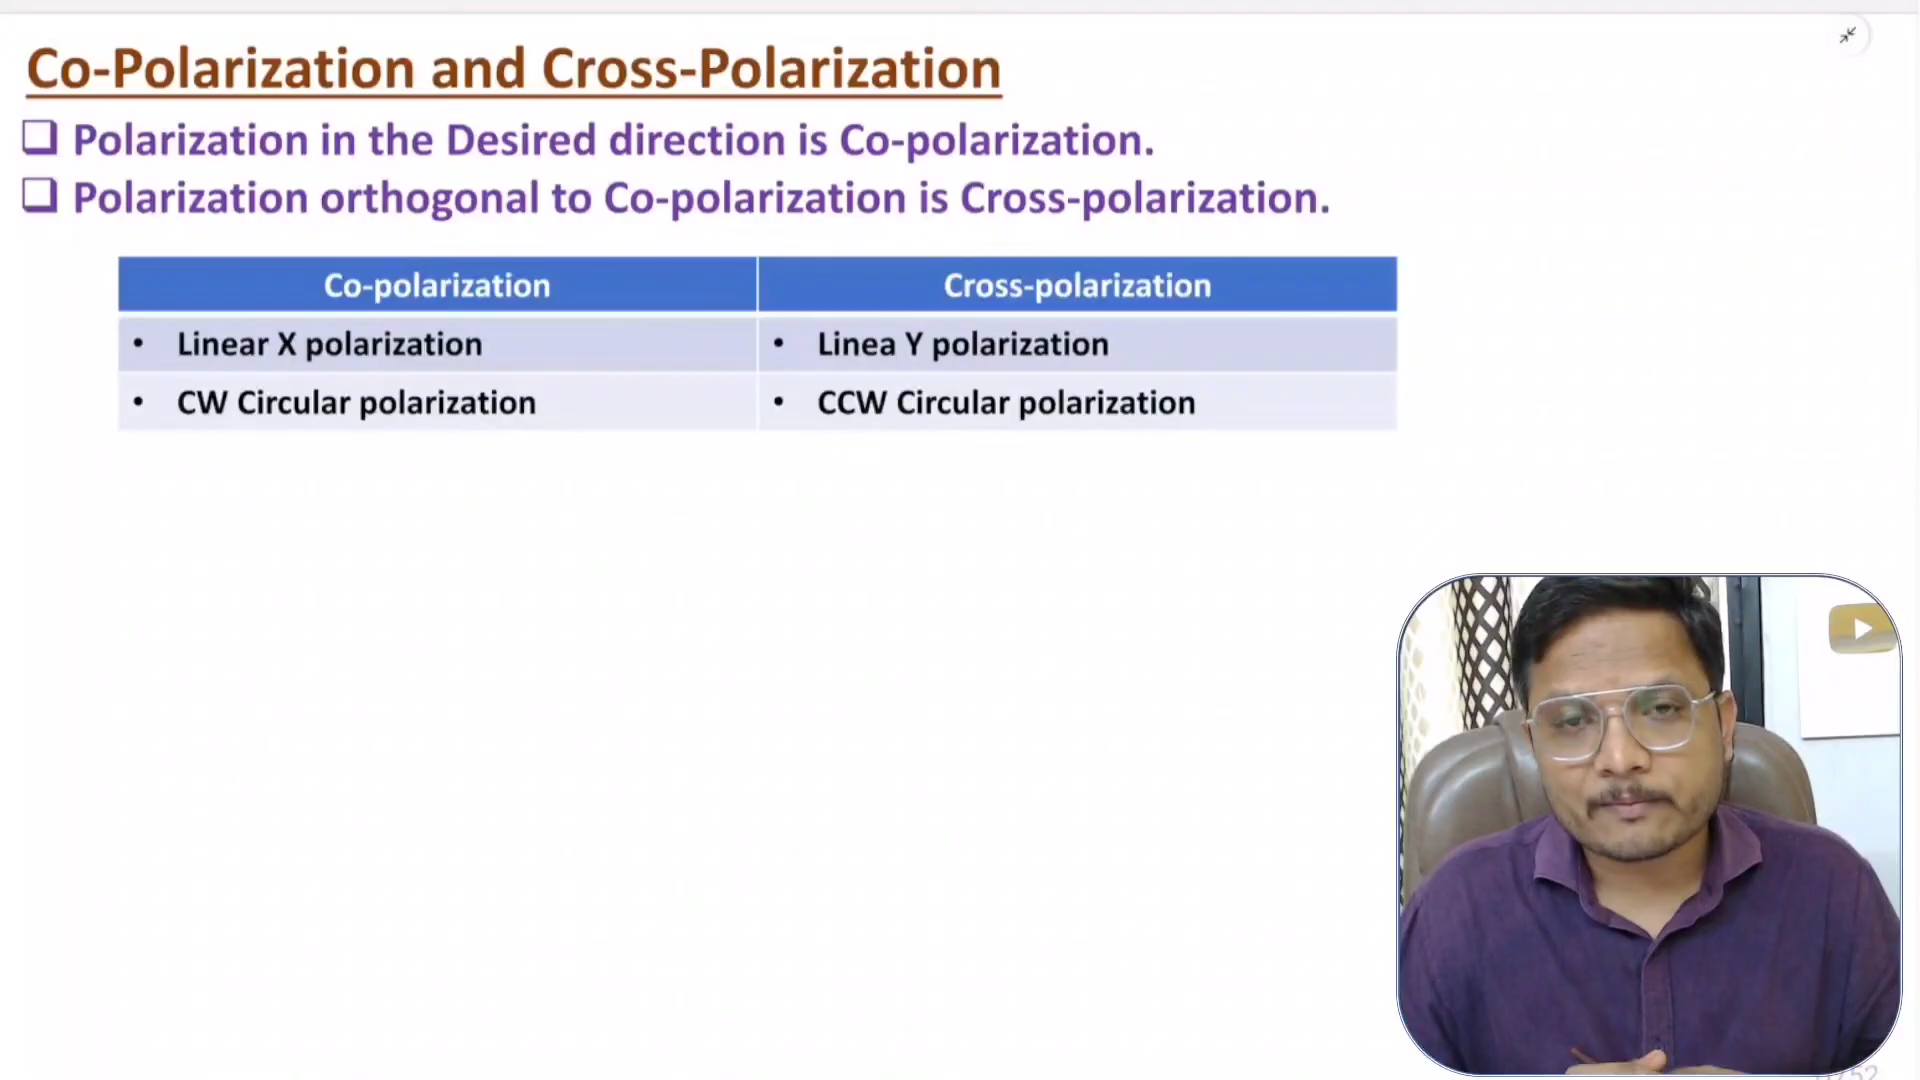 Co-Polarization and Cross-Polarization
❑ Polarization in the Desired direction is Co-polarization.
❑ Polarization orthogonal to Co-polarization is Cross-polarization.
Co-polarization Cross-polarization
• Linear X polarization • Linea Y polarization
• CW Circular polarization • CCW Circular polarization